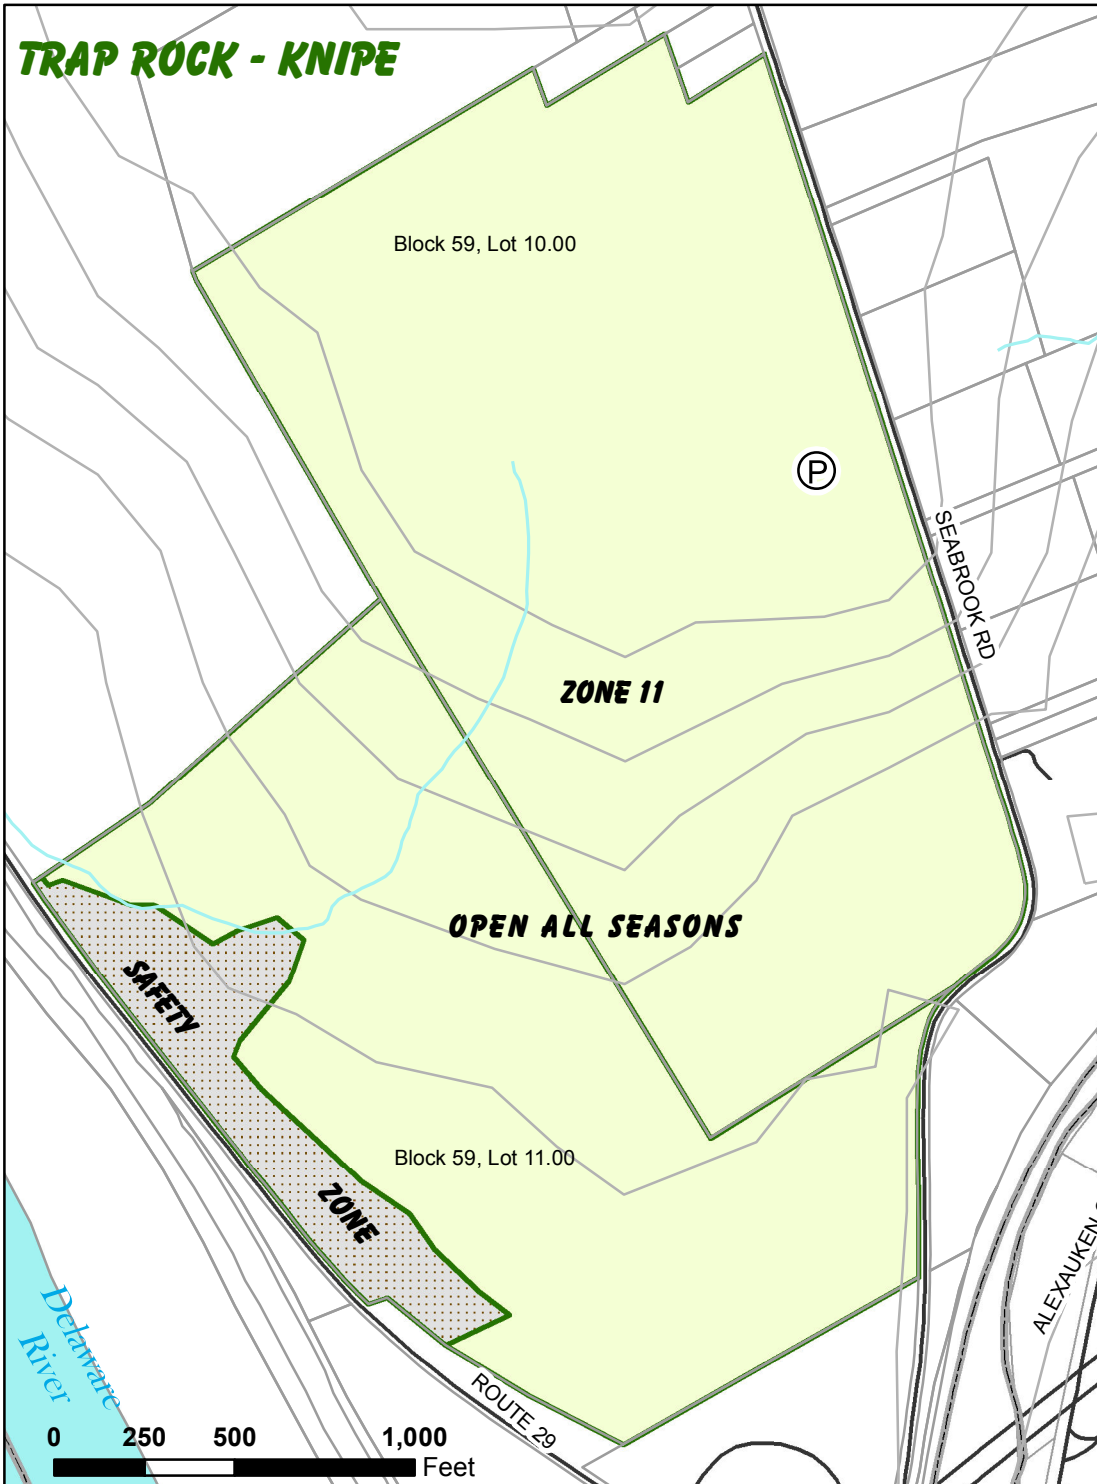 TRAP ROCK - KNIPE
Block 59, Lot 10.00
P
SEABROOK RD
ZONE 11
OPEN ALL SEASONS
SAFETY
ZONE
Block 59, Lot 11.00
ALEXAUKEN
Delaware
River
ROUTE 29
0 250 500 1,000
Feet